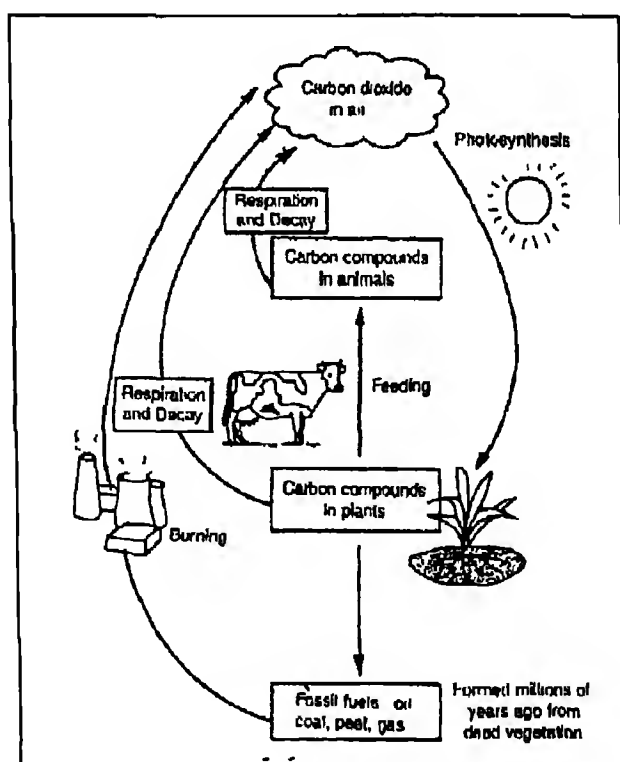 Carbon dioxide
in air
Photosynthesis
Respiration
and Decay
Carbon compounds
in animals
Feeding
Respiration
and Decay
Carbon compounds
in plants
Burning
Fossil fuels oil
coal, peat, gas
Formed millions of
years ago from
dead vegetation